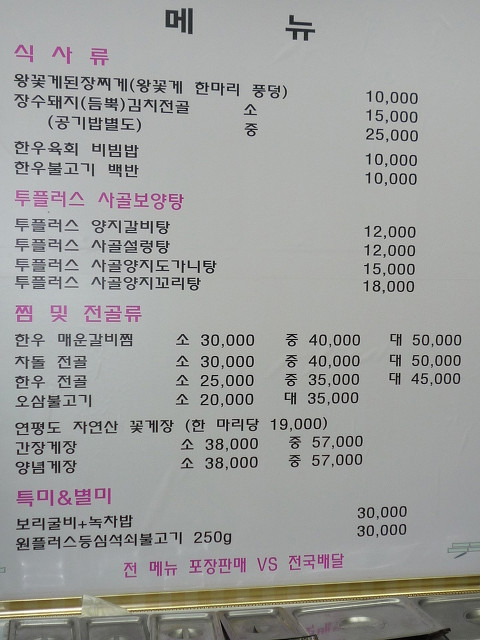 메 뉴
식 사 류
왕꽃게된장찌게(왕꽃게 한마리 풍덩) 10,000
장수돼지(듬뿍)김치전골 소 15,000
(공기밥별도) 중 25,000
한우육회 비빔밥 10,000
한우불고기 백반 10,000
투플러스 사골보양탕
투플러스 양지갈비탕 12,000
투플러스 사골설렁탕 12,000
투플러스 사골양지도가니탕 15,000
투플러스 사골양지꼬리탕 18,000
찜 및 전골류
한우 매운갈비찜 소 30,000 중 40,000 대 50,000
차돌 전골 소 30,000 중 40,000 대 50,000
한우 전골 소 25,000 중 35,000 대 45,000
오삼불고기 소 20,000 대 35,000
연평도 자연산 꽃게장 (한 마리당 19,000)
간장게장 소 38,000 중 57,000
양념게장 소 38,000 중 57,000
특미&별미
보리굴비+녹차밥 30,000
원플러스등심석쇠불고기 250g 30,000
전 메뉴 포장판매 VS 전국배달